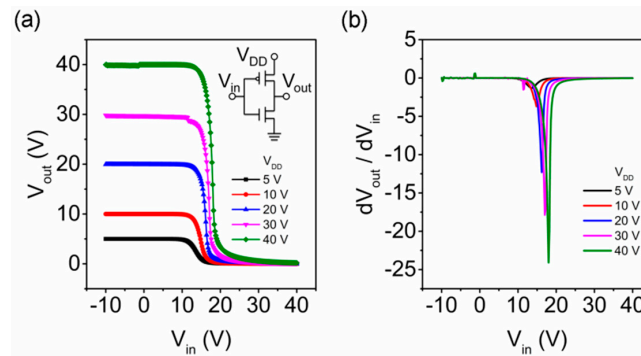 (a)
V_DD
V_in
V_out
V_DD
5 V
10 V
20 V
30 V
40 V
V_out (V)
40
30
20
10
0
-10 0 10 20 30 40
V_in (V)
(b)
dV_out / dV_in
5
0
-5
-10
-15
-20
-25
V_DD
5 V
10 V
20 V
30 V
40 V
-10 0 10 20 30 40
V_in (V)